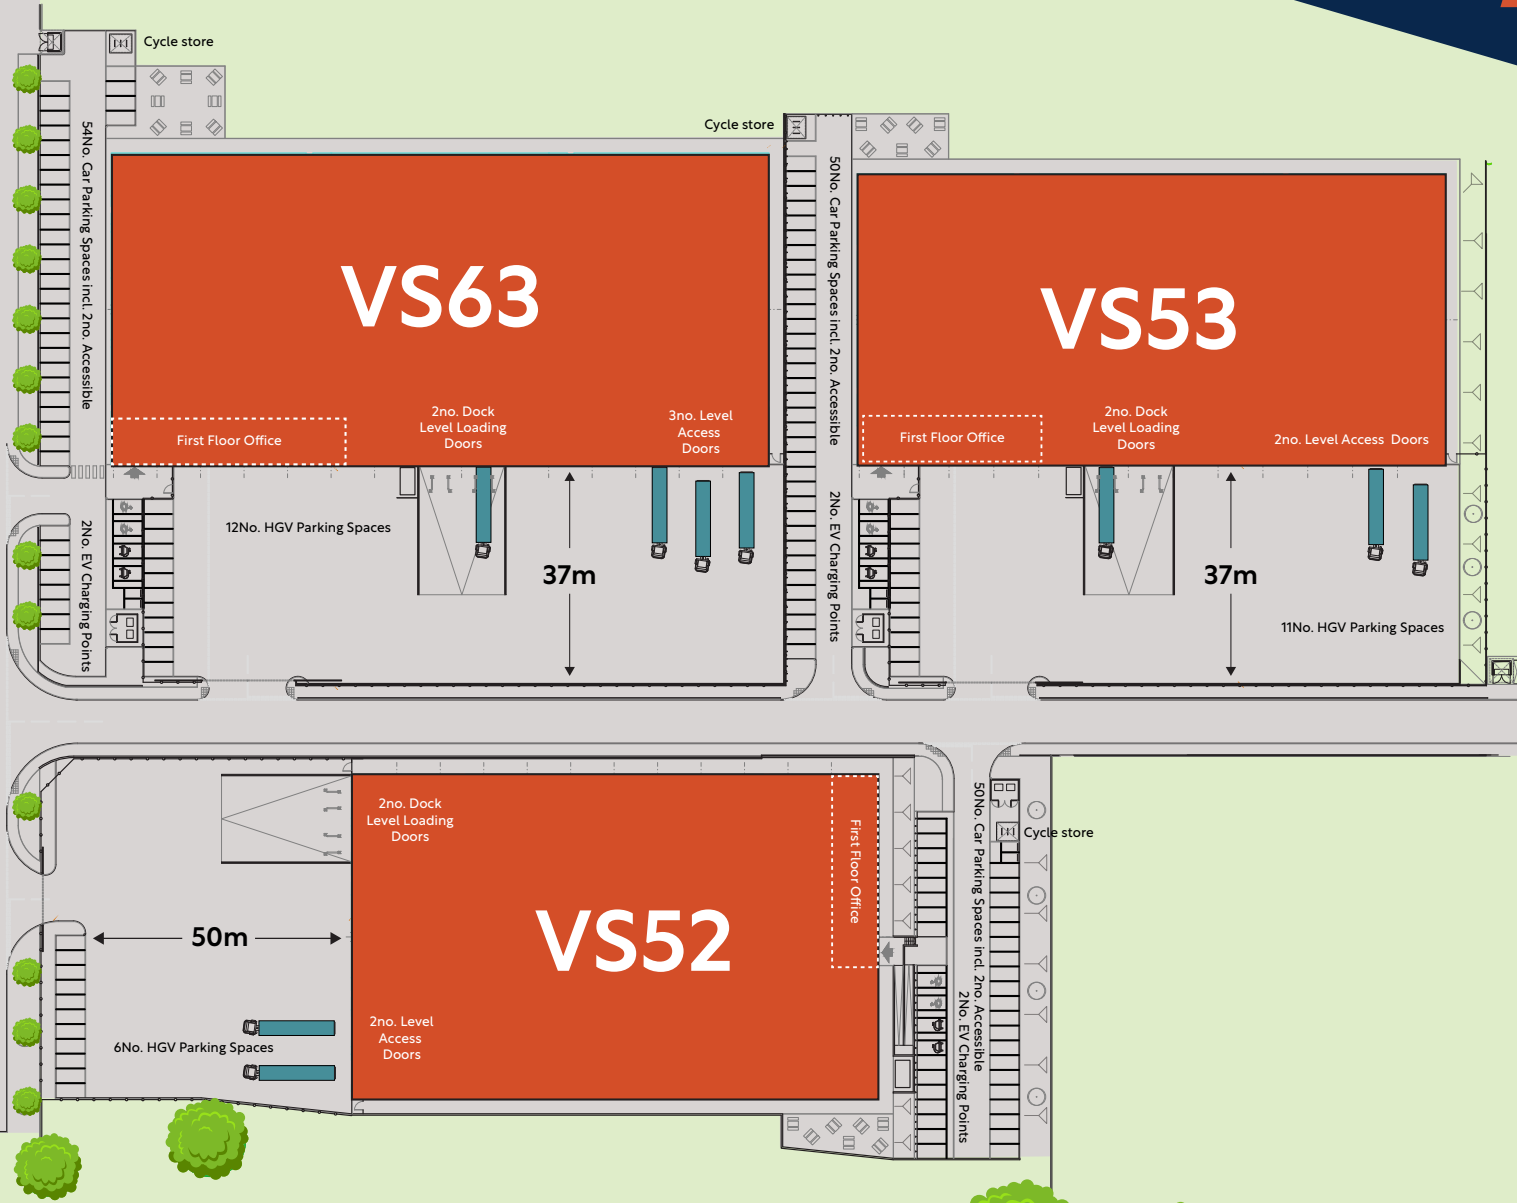 Cycle store
54No. Car Parking Spaces incl. 2no. Accessible
2No. EV Charging Points
VS63
First Floor Office
2no. Dock
Level Loading
Doors
3no. Level
Access
Doors
12No. HGV Parking Spaces
37m
Cycle store
50No. Car Parking Spaces incl. 2no. Accessible
2No. EV Charging Points
VS53
First Floor Office
2no. Dock
Level Loading
Doors
2no. Level Access Doors
37m
11No. HGV Parking Spaces
2no. Dock
Level Loading
Doors
First Floor Office
VS52
50m
2no. Level
Access
Doors
6No. HGV Parking Spaces
50No. Car Parking Spaces incl. 2no. Accessible
2No. EV Charging Points
Cycle store